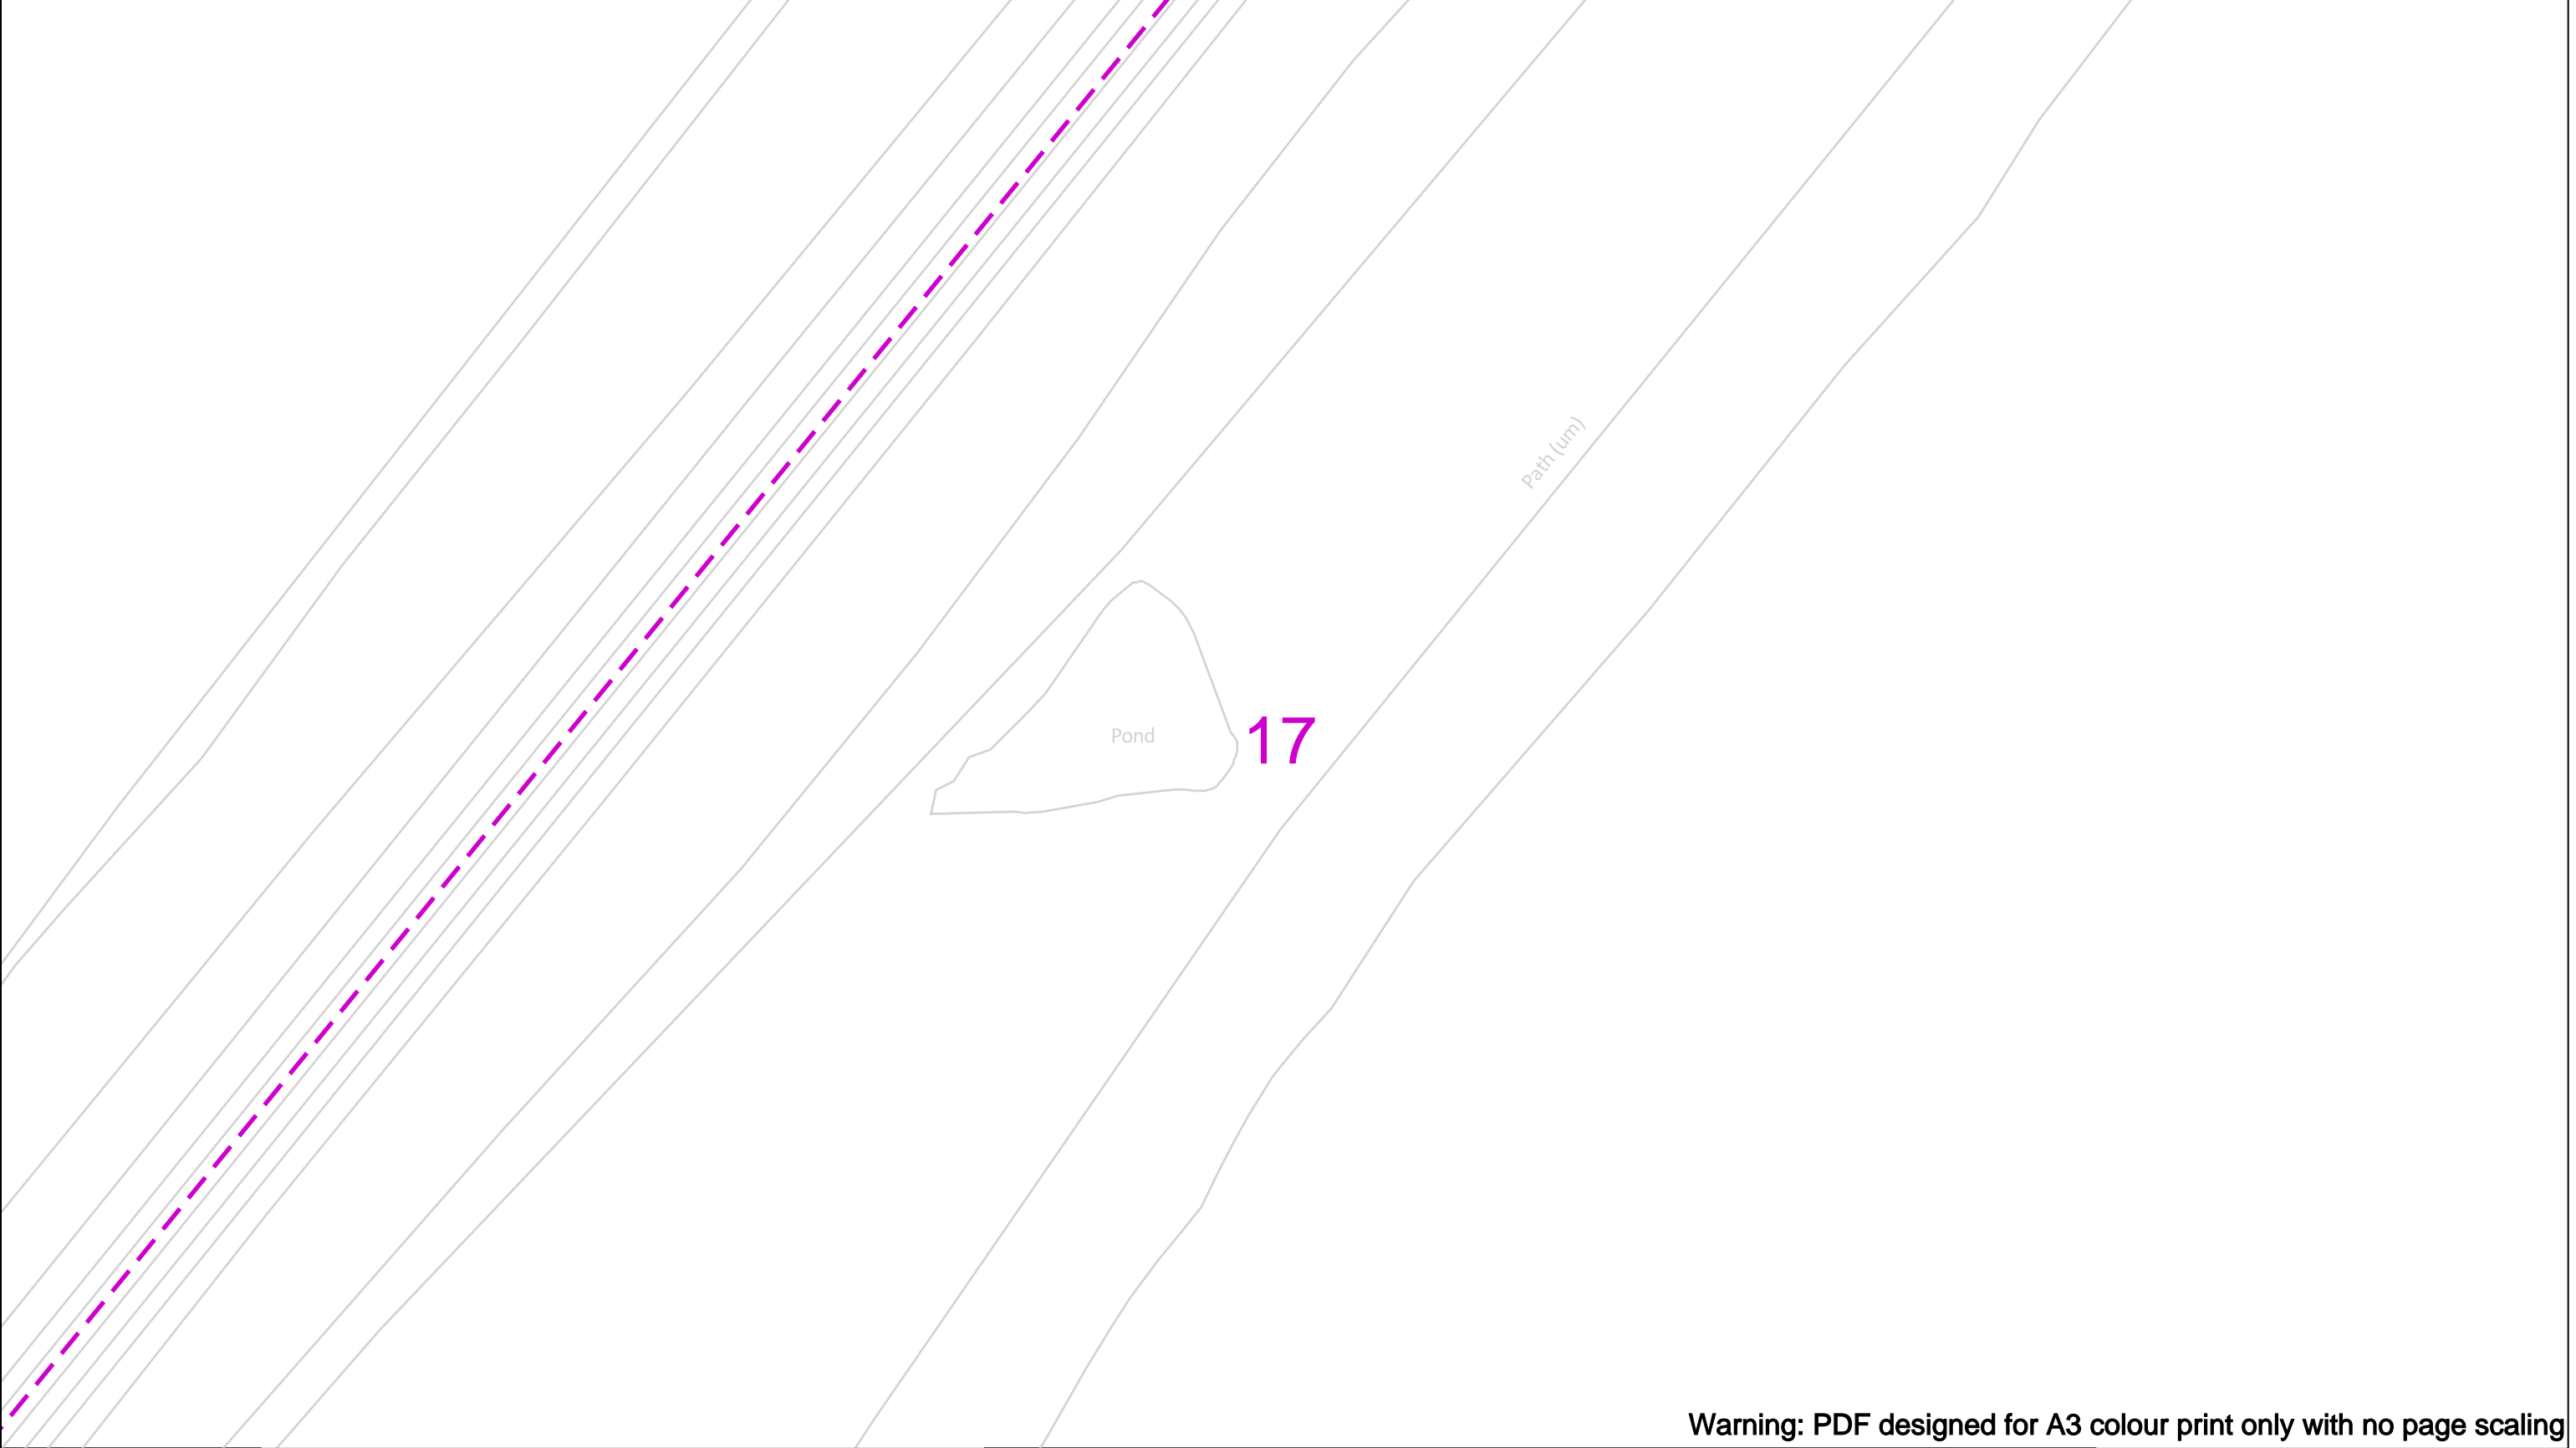 Path (um)
Pond
17
Warning: PDF designed for A3 colour print only with no page scaling